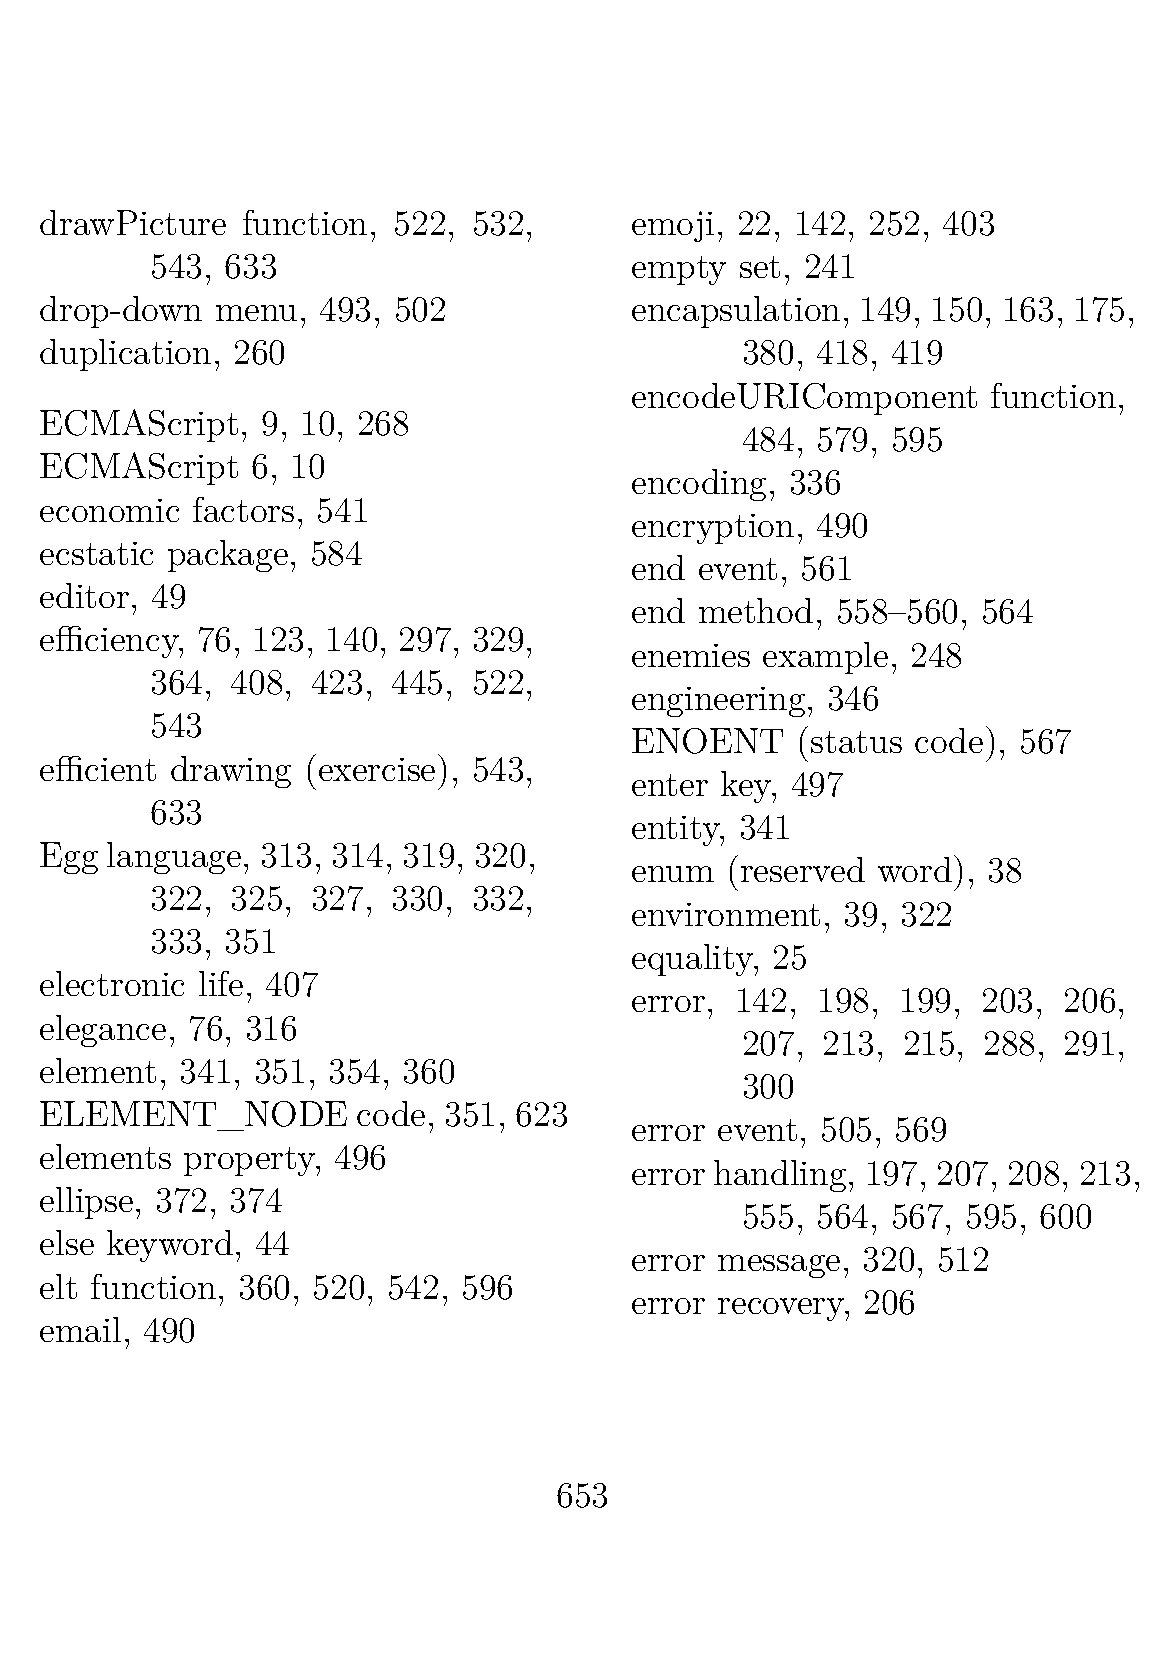 drawPicture function, 522, 532,
543, 633
drop-down menu, 493, 502
duplication, 260
ECMAScript, 9, 10, 268
ECMAScript 6, 10
economic factors, 541
ecstatic package, 584
editor, 49
efficiency, 76, 123, 140, 297, 329,
364, 408, 423, 445, 522,
543
efficient drawing (exercise), 543,
633
Egg language, 313, 314, 319, 320,
322, 325, 327, 330, 332,
333, 351
electronic life, 407
elegance, 76, 316
element, 341, 351, 354, 360
ELEMENT_NODE code, 351, 623
elements property, 496
ellipse, 372, 374
else keyword, 44
elt function, 360, 520, 542, 596
email, 490
emoji, 22, 142, 252, 403
empty set, 241
encapsulation, 149, 150, 163, 175,
380, 418, 419
encodeURIComponent function,
484, 579, 595
encoding, 336
encryption, 490
end event, 561
end method, 558–560, 564
enemies example, 248
engineering, 346
ENOENT (status code), 567
enter key, 497
entity, 341
enum (reserved word), 38
environment, 39, 322
equality, 25
error, 142, 198, 199, 203, 206,
207, 213, 215, 288, 291,
300
error event, 505, 569
error handling, 197, 207, 208, 213,
555, 564, 567, 595, 600
error message, 320, 512
error recovery, 206
653